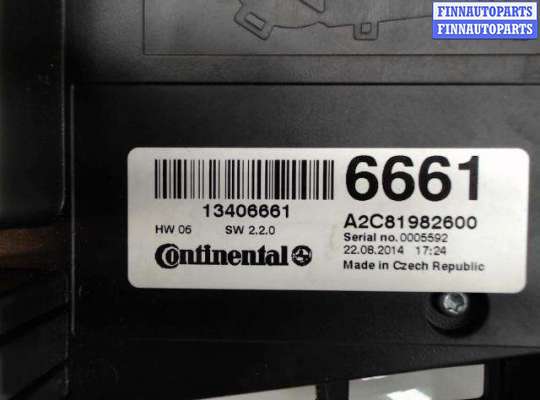 FINNAUTOPARTS
FINNAUTOPARTS
6661
13406661
A2C81982600
HW 06 SW 2.2.0
Serial no.0005592
22.08.2014 17:24
Continental
Made in Czech Republic